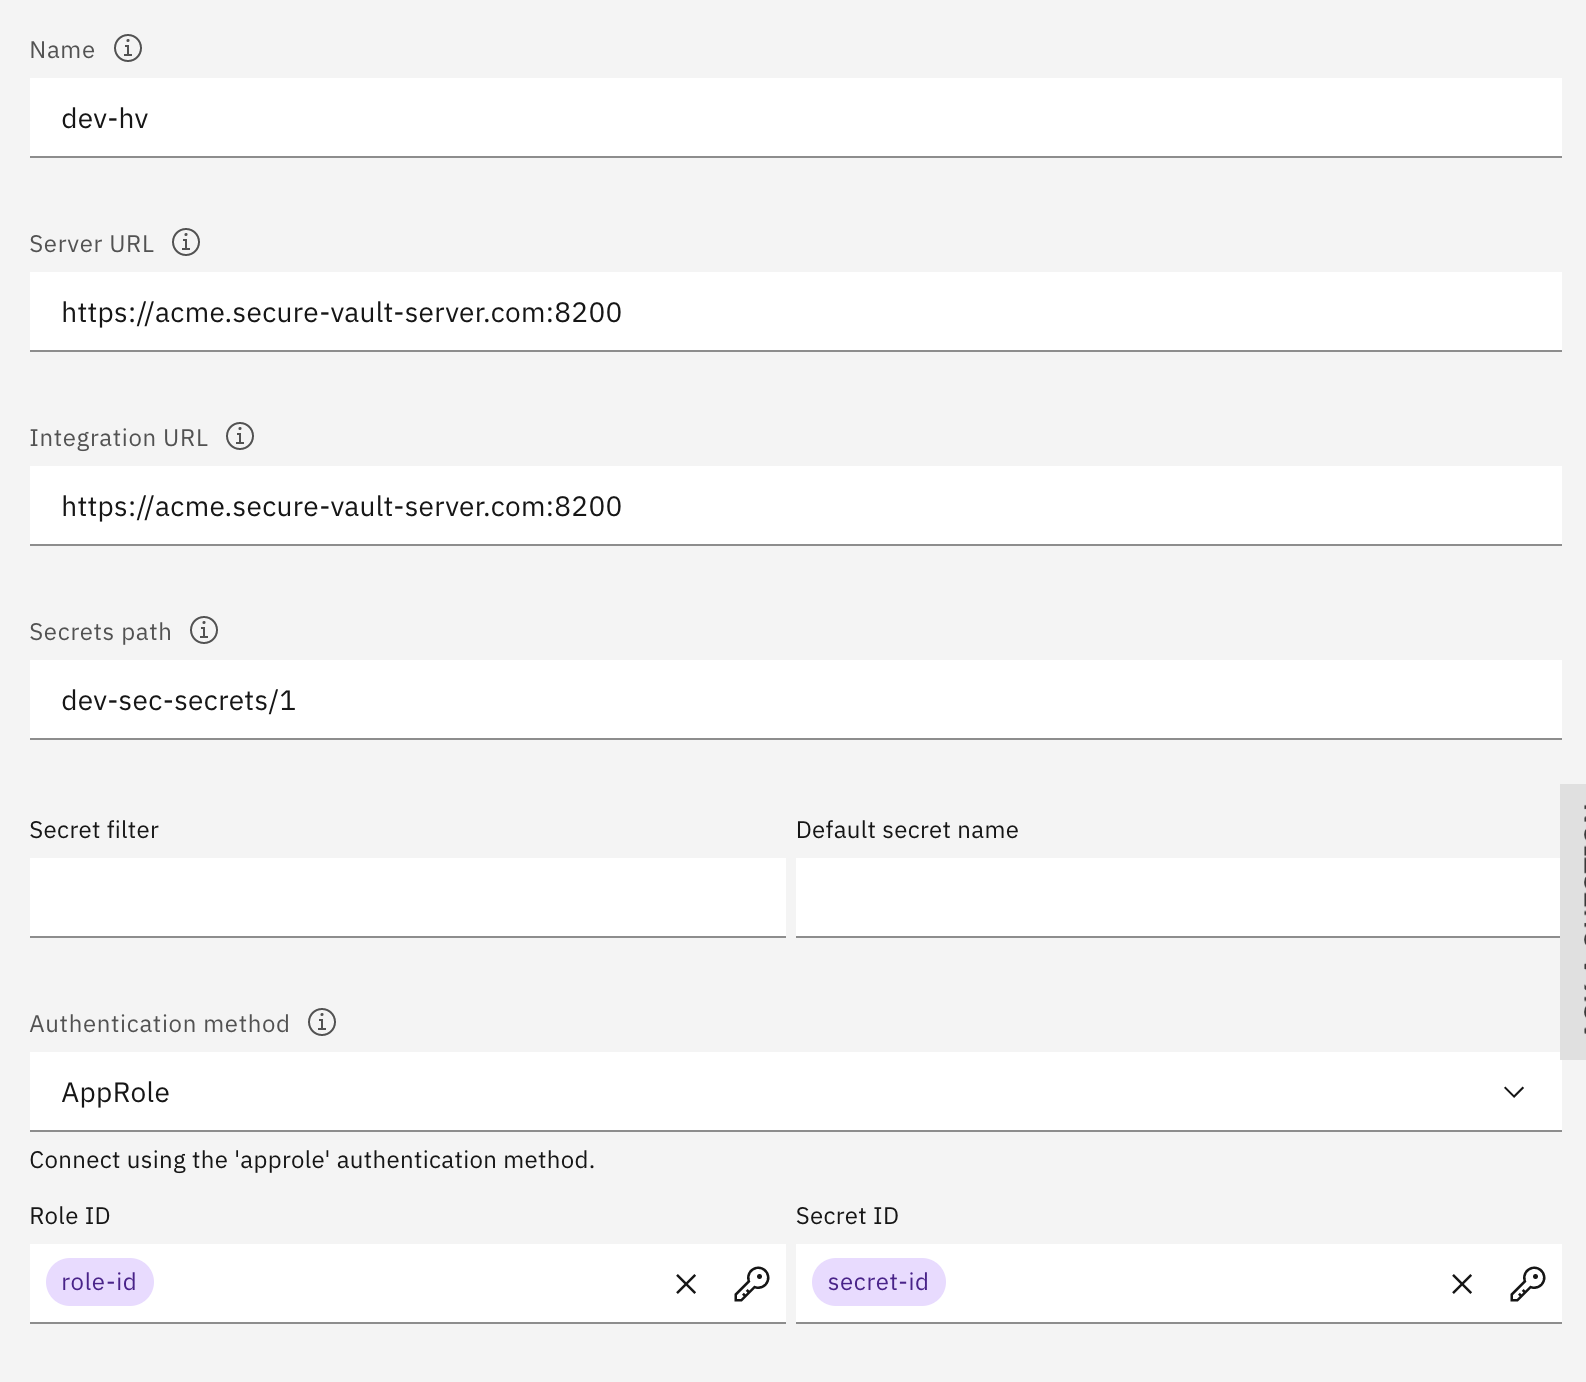 Name
dev-hv
Server URL
https://acme.secure-vault-server.com:8200
Integration URL
https://acme.secure-vault-server.com:8200
Secrets path
dev-sec-secrets/1
Secret filter Default secret name
Authentication method
AppRole
Connect using the 'approle' authentication method.
Role ID Secret ID
role-id secret-id